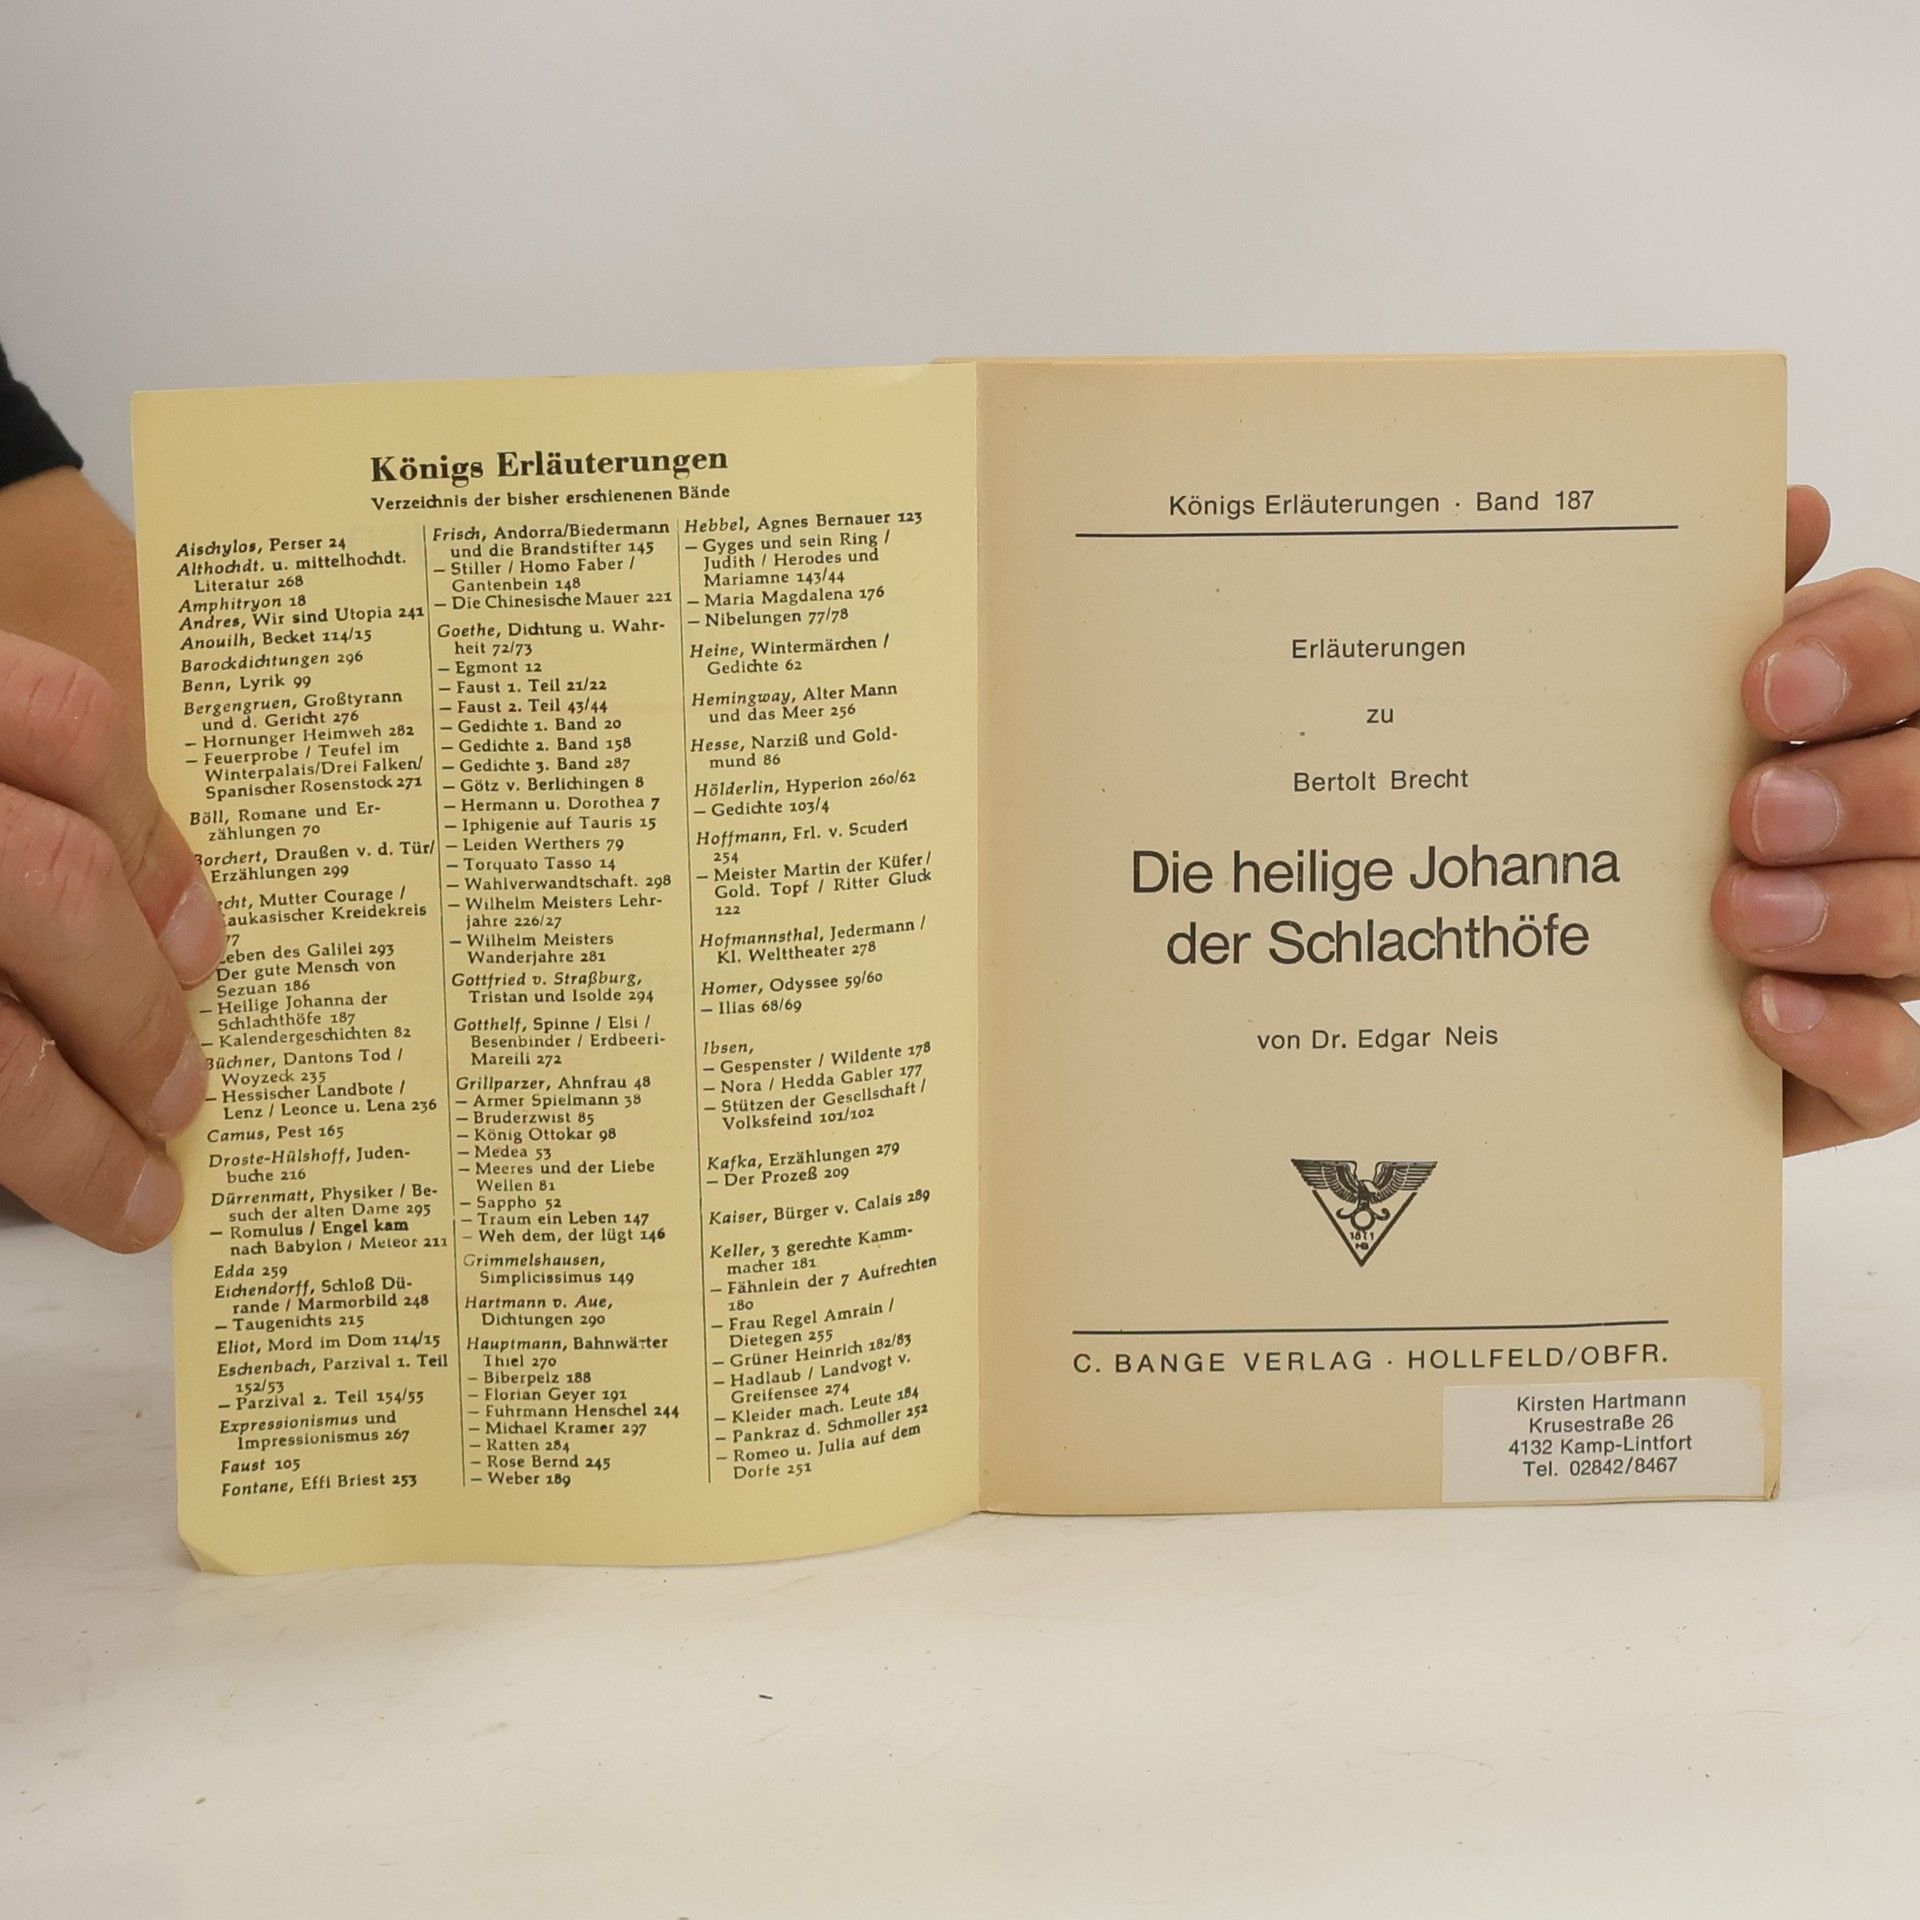 Königs Erläuterungen
Verzeichnis der bisher erschienenen Bände
Aischylos, Perser 24
Althochdt. u. mittelhochdt.
Literatur 268
Amphitryon 18
Andres, Wir sind Utopia 241
Anouilh, Becket 114/15
Barockdichtungen 296
Benn, Lyrik 99
Bergengruen, Großtyrann
und d. Gericht 276
– Hornunger Heimweh 282
– Feuerprobe / Teufel im
Winterpalais/Drei Falken/
Spanischer Rosenstock 271
Böll, Romane und Er-
zählungen 70
Borchert, Draußen v. d. Tür/
Erzählungen 299
Mutter Courage /
Kreidekreis
des Galilei 293
Der gute Mensch von
Sezuan 186
– Heilige Johanna der
Schlachthöfe 187
– Kalendergeschichten 82
Büchner, Dantons Tod /
Woyzeck 235
– Hessischer Landbote /
Lenz / Leonce u. Lena 236
Camus, Pest 165
Droste-Hülshoff, Juden-
buche 216
Dürrenmatt, Physiker / Be-
such der alten Dame 295
– Romulus / Engel kam
nach Babylon / Meteor 211
Edda 259
Eichendorff, Schloß Dü-
rande / Marmorbild 248
– Taugenichts 215
Eliot, Mord im Dom 114/15
Eschenbach, Parzival 1. Teil
152/53
– Parzival 2. Teil 154/55
Expressionismus und
Impressionismus 267
Faust 105
Fontane, Effi Briest 253
Frisch, Andorra/Biedermann
und die Brandstifter 145
– Stiller / Homo Faber /
Gantenbein 148
– Die Chinesische Mauer 221
Goethe, Dichtung u. Wahr-
heit 72/73
– Egmont 12
– Faust 1. Teil 21/22
– Faust 2. Teil 43/44
– Gedichte 1. Band 20
– Gedichte 2. Band 158
– Gedichte 3. Band 287
– Götz v. Berlichingen 8
– Hermann u. Dorothea 7
– Iphigenie auf Tauris 15
– Leiden Werthers 79
– Torquato Tasso 14
– Wahlverwandtschaft. 298
– Wilhelm Meisters Lehr-
jahre 226/27
– Wilhelm Meisters
Wanderjahre 281
Gottfried v. Straßburg,
Tristan und Isolde 294
Gotthelf, Spinne / Elsi /
Besenbinder / Erdbeeri-
Mareili 272
Grillparzer, Ahnfrau 48
– Armer Spielmann 38
– Bruderzwist 85
– König Ottokar 98
– Medea 53
– Meeres und der Liebe
Wellen 81
– Sappho 52
– Traum ein Leben 147
– Weh dem, der lügt 146
Grimmelshausen,
Simplicissimus 149
Hartmann v. Aue,
Dichtungen 290
Hauptmann, Bahnwärter
Thiel 270
– Biberpelz 188
– Florian Geyer 191
– Fuhrmann Henschel 244
– Michael Kramer 297
– Ratten 284
– Rose Bernd 245
– Weber 189
Hebbel, Agnes Bernauer 123
– Gyges und sein Ring /
Judith / Herodes und
Mariamne 143/44
– Maria Magdalena 176
– Nibelungen 77/78
Heine, Wintermärchen /
Gedichte 62
Hemingway, Alter Mann
und das Meer 256
Hesse, Narziß und Gold-
mund 86
Hölderlin, Hyperion 260/62
– Gedichte 103/4
Hoffmann, Frl. v. Scuderi
254
– Meister Martin der Küfer/
Gold. Topf / Ritter Gluck
122
Hofmannsthal, Jedermann /
Kl. Welttheater 278
Homer, Odyssee 59/60
– Ilias 68/69
Ibsen,
– Gespenster / Wildente 178
– Nora / Hedda Gabler 177
– Stützen der Gesellschaft /
Volksfeind 101/102
Kafka, Erzählungen 279
– Der Prozeß 209
Kaiser, Bürger v. Calais 289
Keller, 3 gerechte Kamm-
macher 181
– Fähnlein der 7 Aufrechten
180
– Frau Regel Amrain /
Dietegen 255
– Grüner Heinrich 182/83
– Hadlaub / Landvogt v.
Greifensee 274
– Kleider mach. Leute 184
– Pankraz d. Schmoller 252
– Romeo u. Julia auf dem
Dorfe 251
Königs Erläuterungen · Band 187
Erläuterungen
zu
Bertolt Brecht
Die heilige Johanna
der Schlachthöfe
von Dr. Edgar Neis
1871
HB
C. BANGE VERLAG · HOLLFELD/OBFR.
Kirsten Hartmann
Krusestraße 26
4132 Kamp-Lintfort
Tel. 02842/8467